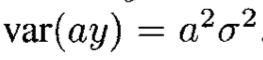 var(ay) = a²σ².